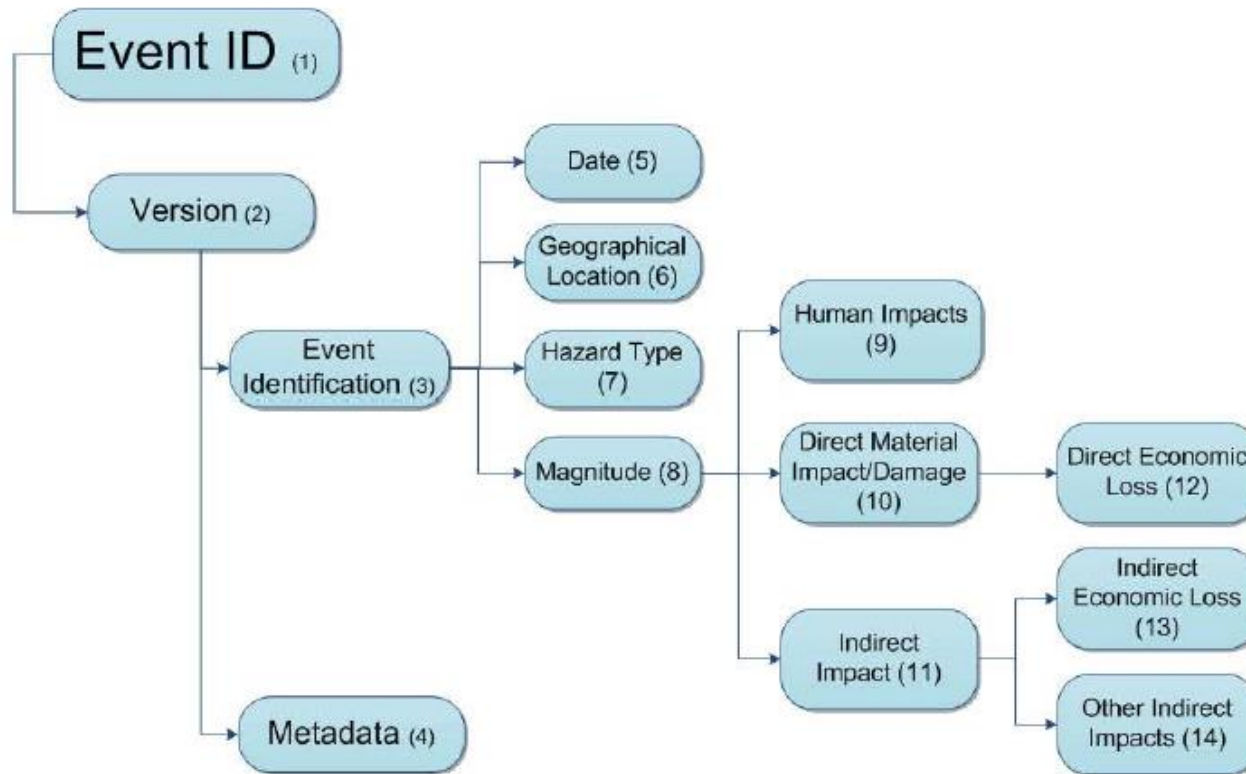 Event ID (1)
Version (2)
Event
Identification (3)
Metadata (4)
Date (5)
Geographical
Location (6)
Hazard Type
(7)
Magnitude (8)
Human Impacts
(9)
Direct Material
Impact/Damage
(10)
Indirect
Impact (11)
Direct Economic
Loss (12)
Indirect
Economic Loss
(13)
Other Indirect
Impacts (14)